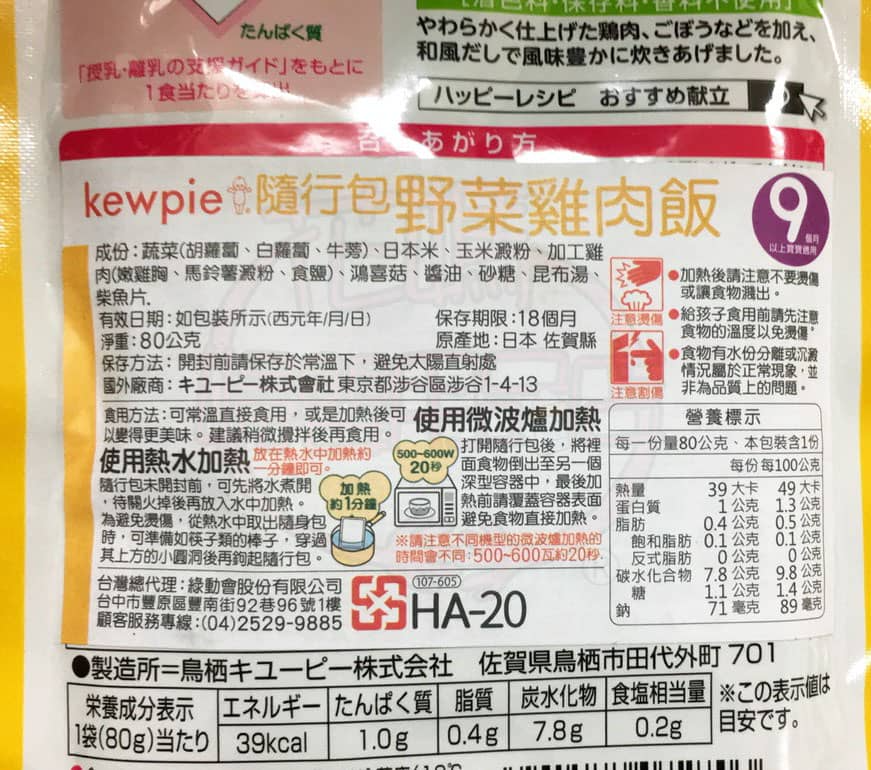 たんぱく質
「授乳・離乳の支援ガイド」をもとに
1食当たりを
着色料・保存料・香料不使用
やわらかく仕上げた鶏肉、ごぼうなどを加え、
和風だしで風味豊かに炊きあげました。
ハッピーレシピ おすすめ献立
あがり方
kewpie 隨行包野菜雞肉飯
9 個月
以上寶寶適用
成份:蔬菜(胡蘿蔔、白蘿蔔、牛蒡)、日本米、玉米澱粉、加工雞
肉(嫩雞胸、馬鈴薯澱粉、食鹽)、鴻喜菇、醬油、砂糖、昆布湯、
柴魚片.
有效日期:如包裝所示(西元年/月/日) 保存期限:18個月
淨重:80公克 原產地:日本 佐賀縣
保存方法:開封前請保存於常溫下,避免太陽直射處
國外廠商:キユーピー株式會社 東京都涉谷區涉谷1-4-13
注意燙傷
注意割傷
●加熱後請注意不要燙傷
或讓食物濺出。
●給孩子食用前請先注意
食物的溫度以免燙傷。
●食物有水份分離或沉澱
情況屬於正常現象,並
非為品質上的問題。
食用方法:可常溫直接食用,或是加熱後可
以變得更美味。建議稍微攪拌後再食用。
使用熱水加熱 放在熱水中加熱約
一分鐘即可。
隨行包未開封前,可先將水煮開
,待關火掉後再放入水中加熱。
為避免燙傷,從熱水中取出隨身包
時,可準備如筷子類的棒子,穿過
其上方的小圓洞後再鉤起隨行包。
加熱
約1分鐘
使用微波爐加熱
500~600W
20秒
打開隨行包後,將裡
面食物倒出至另一個
深型容器中,最後加
熱前請覆蓋容器表面
避免食物直接加熱。
※請注意不同機型的微波爐加熱的
時間會不同:500~600瓦約20秒.
營養標示
每一份量80公克、本包裝含1份
每份 每100公克
熱量 39 大卡 49 大卡
蛋白質 1 公克 1.3 公克
脂肪 0.4 公克 0.5 公克
飽和脂肪 0.1 公克 0.1 公克
反式脂肪 0 公克 0 公克
碳水化合物 7.8 公克 9.8 公克
糖 1.1 公克 1.4 公克
鈉 71 毫克 89 毫克
台灣總代理:綠動會股份有限公司
台中市豐原區豐南街92巷96號1樓
顧客服務專線:(04)2529-9885
107-605
HA-20
●製造所=鳥栖キユーピー株式会社 佐賀県鳥栖市田代外町 701
栄養成分表示
1袋(80g)当たり
エネルギー たんぱく質 脂質 炭水化物 食塩相当量
39kcal 1.0g 0.4g 7.8g 0.2g
※この表示値は
目安です。